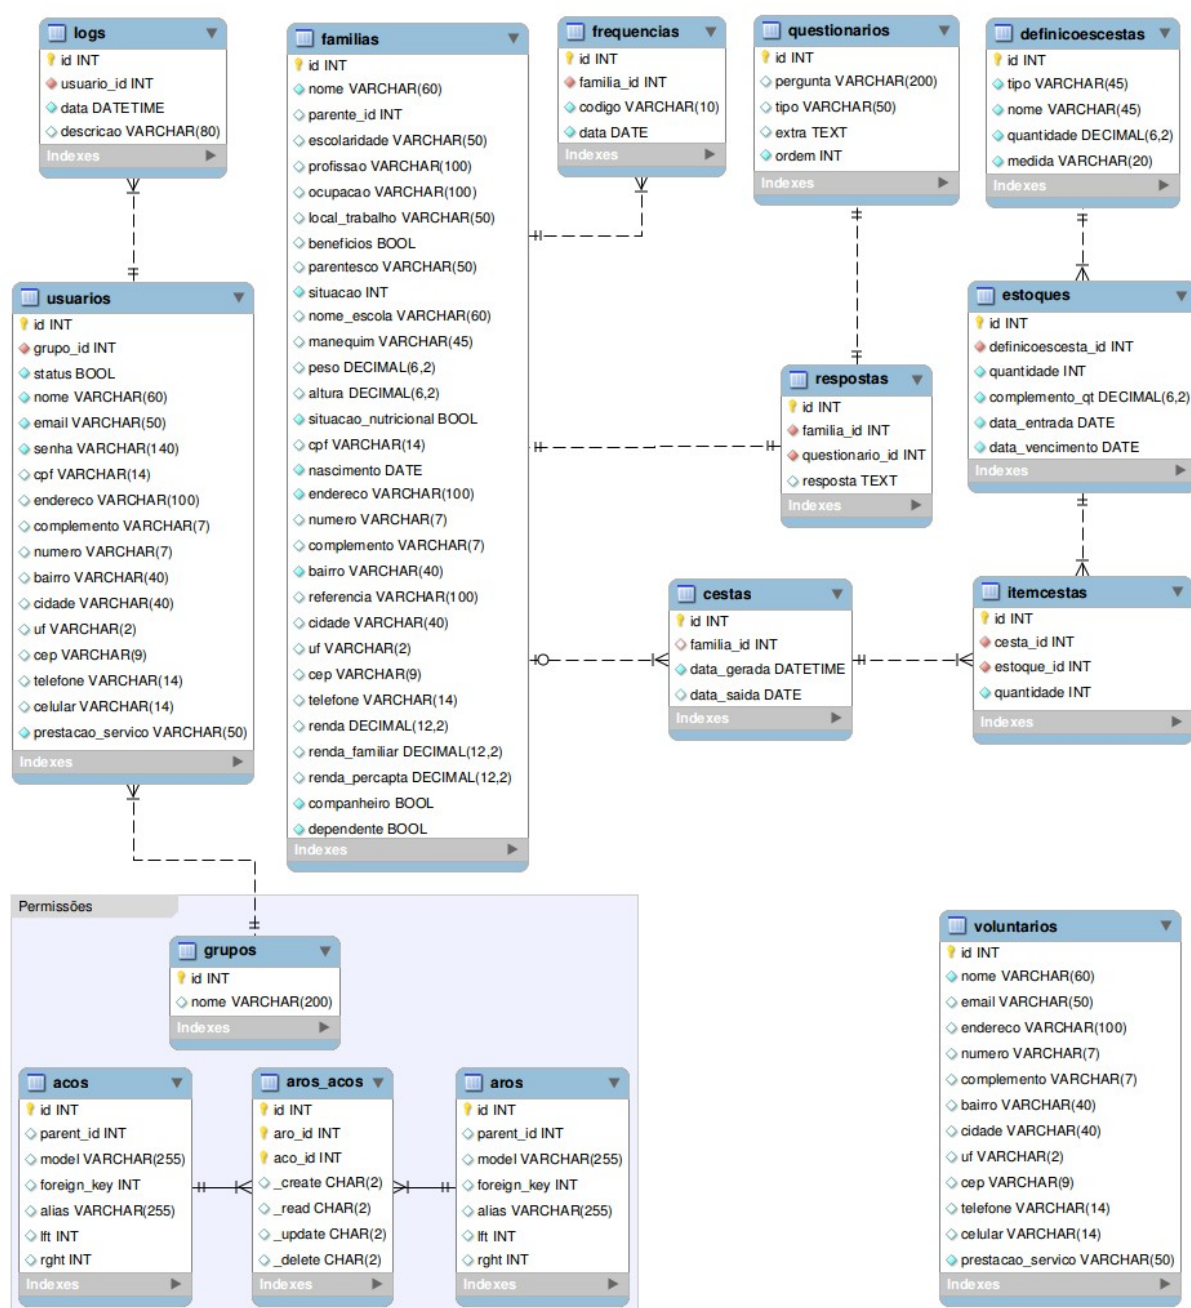 logs
id INT
usuario_id INT
data DATETIME
descricao VARCHAR(80)
Indexes
familias
id INT
nome VARCHAR(60)
parente_id INT
escolaridade VARCHAR(50)
profissao VARCHAR(100)
ocupacao VARCHAR(100)
local_trabalho VARCHAR(50)
beneficios BOOL
parentesco VARCHAR(50)
situacao INT
nome_escola VARCHAR(60)
manequim VARCHAR(45)
peso DECIMAL(6,2)
altura DECIMAL(6,2)
situacao_nutricional BOOL
cpf VARCHAR(14)
nascimento DATE
endereco VARCHAR(100)
numero VARCHAR(7)
complemento VARCHAR(7)
bairro VARCHAR(40)
referencia VARCHAR(100)
cidade VARCHAR(40)
uf VARCHAR(2)
cep VARCHAR(9)
telefone VARCHAR(14)
renda DECIMAL(12,2)
renda_familiar DECIMAL(12,2)
renda_percapta DECIMAL(12,2)
companheiro BOOL
dependente BOOL
Indexes
frequencias
id INT
familia_id INT
codigo VARCHAR(10)
data DATE
Indexes
questionarios
id INT
pergunta VARCHAR(200)
tipo VARCHAR(50)
extra TEXT
ordem INT
Indexes
definicoescestas
id INT
tipo VARCHAR(45)
nome VARCHAR(45)
quantidade DECIMAL(6,2)
medida VARCHAR(20)
Indexes
usuarios
id INT
grupo_id INT
status BOOL
nome VARCHAR(60)
email VARCHAR(50)
senha VARCHAR(140)
cpf VARCHAR(14)
endereco VARCHAR(100)
complemento VARCHAR(7)
numero VARCHAR(7)
bairro VARCHAR(40)
cidade VARCHAR(40)
uf VARCHAR(2)
cep VARCHAR(9)
telefone VARCHAR(14)
celular VARCHAR(14)
prestacao_servico VARCHAR(50)
Indexes
estoques
id INT
definicoescesta_id INT
quantidade INT
complemento_qt DECIMAL(6,2)
data_entrada DATE
data_vencimento DATE
Indexes
respostas
id INT
familia_id INT
questionario_id INT
resposta TEXT
Indexes
cestas
id INT
familia_id INT
data_gerada DATETIME
data_saida DATE
Indexes
itemcestas
id INT
cesta_id INT
estoque_id INT
quantidade INT
Indexes
Permissões
grupos
id INT
nome VARCHAR(200)
Indexes
acos
id INT
parent_id INT
model VARCHAR(255)
foreign_key INT
alias VARCHAR(255)
lft INT
rght INT
Indexes
aros_acos
id INT
aro_id INT
aco_id INT
_create CHAR(2)
_read CHAR(2)
_update CHAR(2)
_delete CHAR(2)
Indexes
aros
id INT
parent_id INT
model VARCHAR(255)
foreign_key INT
alias VARCHAR(255)
lft INT
rght INT
Indexes
voluntarios
id INT
nome VARCHAR(60)
email VARCHAR(50)
endereco VARCHAR(100)
numero VARCHAR(7)
complemento VARCHAR(7)
bairro VARCHAR(40)
cidade VARCHAR(40)
uf VARCHAR(2)
cep VARCHAR(9)
telefone VARCHAR(14)
celular VARCHAR(14)
prestacao_servico VARCHAR(50)
Indexes